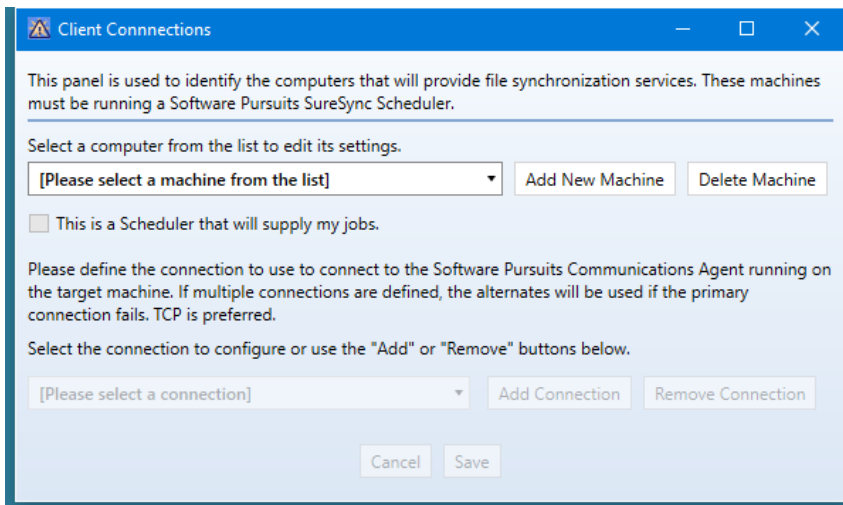 Client Connnections
This panel is used to identify the computers that will provide file synchronization services. These machines
must be running a Software Pursuits SureSync Scheduler.
Select a computer from the list to edit its settings.
[Please select a machine from the list] Add New Machine Delete Machine
This is a Scheduler that will supply my jobs.
Please define the connection to use to connect to the Software Pursuits Communications Agent running on
the target machine. If multiple connections are defined, the alternates will be used if the primary
connection fails. TCP is preferred.
Select the connection to configure or use the "Add" or "Remove" buttons below.
[Please select a connection] Add Connection Remove Connection
Cancel Save